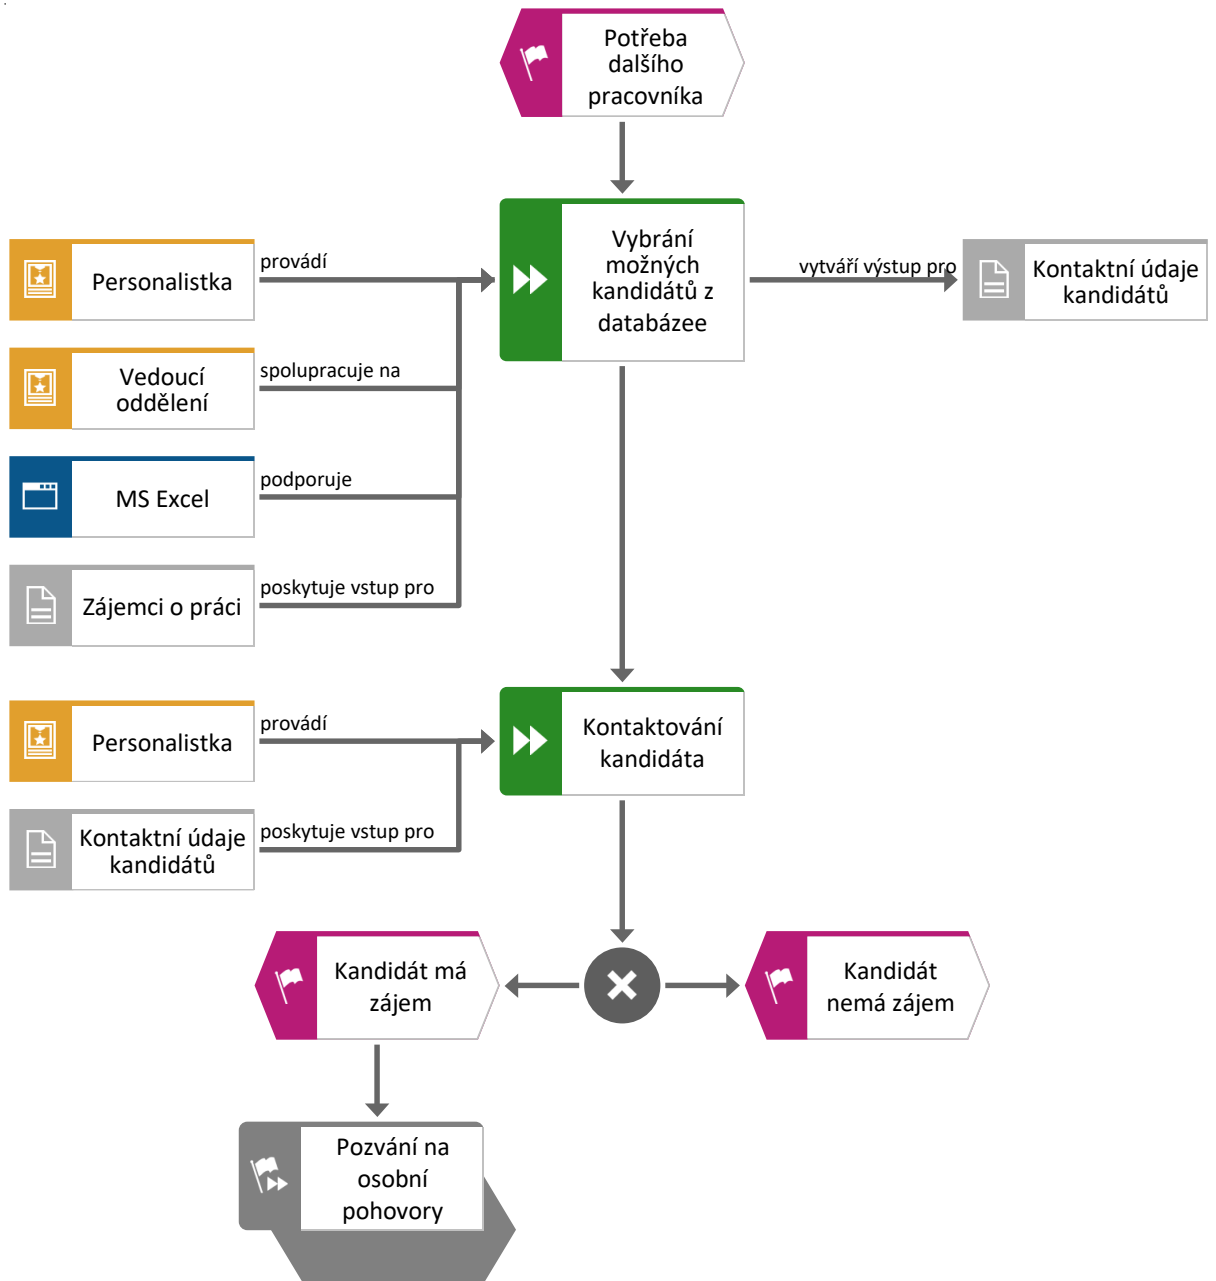 Potřeba
dalšího
pracovníka
Personalistka
provádí
Vybrání
možných
kandidátů z
databázee
vytváří výstup pro
Kontaktní údaje
kandidátů
Vedoucí
oddělení
spolupracuje na
MS Excel
podporuje
Zájemci o práci
poskytuje vstup pro
Personalistka
provádí
Kontaktování
kandidáta
Kontaktní údaje
kandidátů
poskytuje vstup pro
Kandidát má
zájem
Kandidát
nemá zájem
Pozvání na
osobní
pohovory